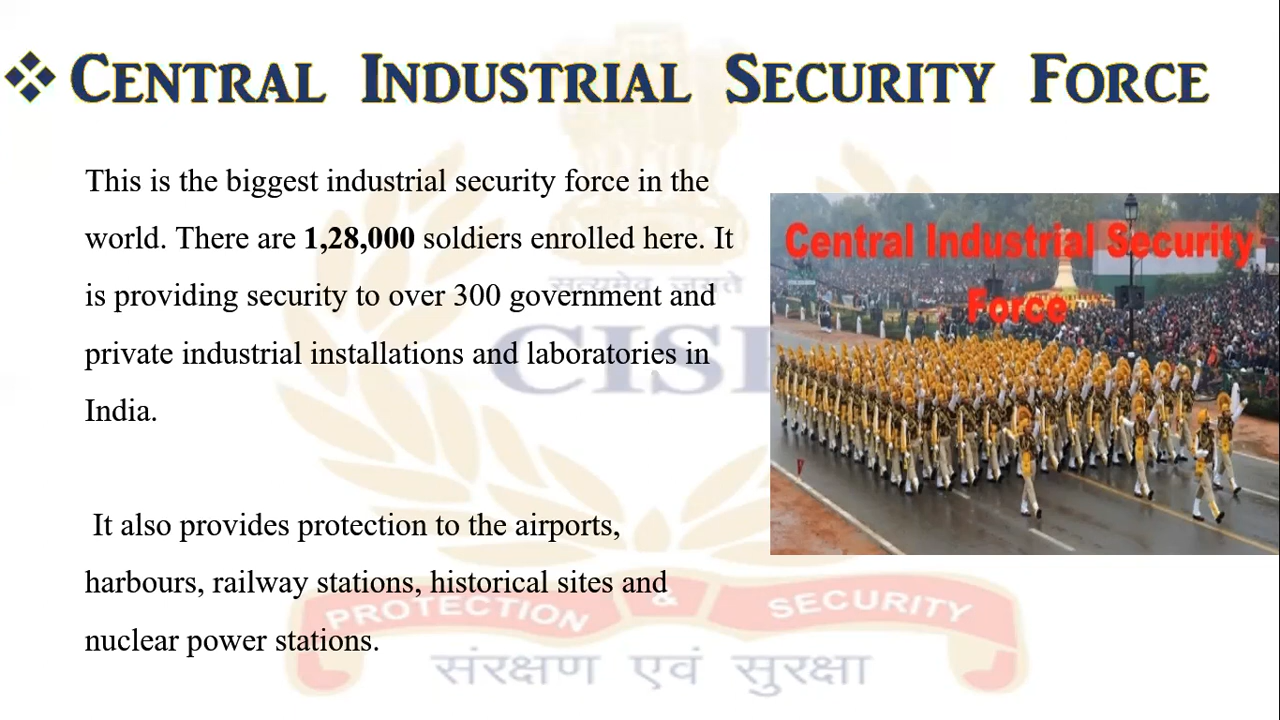 ❖ CENTRAL INDUSTRIAL SECURITY FORCE
This is the biggest industrial security force in the
world. There are 1,28,000 soldiers enrolled here. It
is providing security to over 300 government and
private industrial installations and laboratories in
India.
It also provides protection to the airports,
harbours, railway stations, historical sites and
nuclear power stations.
Central Industrial Security
Force
सत्यमेव जयते
CISF
PROTECTION & SECURITY
संरक्षण एवं सुरक्षा